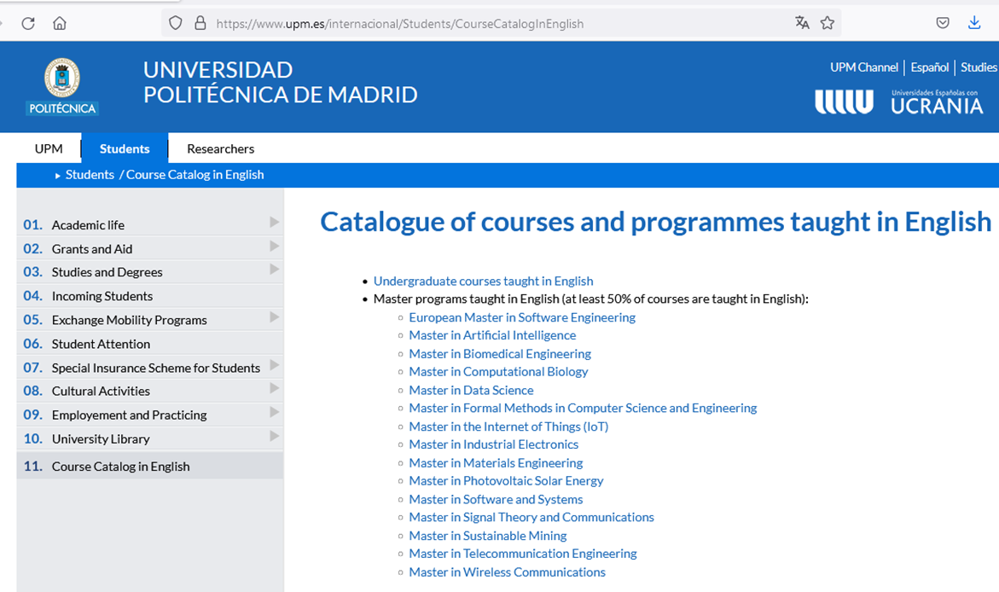 https://www.upm.es/internacional/Students/CourseCatalogInEnglish
UNIVERSIDAD
POLITÉCNICA DE MADRID
POLITÉCNICA
UPM Channel | Español | Studies
Universidades Españolas con
UCRANIA
UPM
Students
Researchers
Students / Course Catalog in English
01. Academic life
02. Grants and Aid
03. Studies and Degrees
04. Incoming Students
05. Exchange Mobility Programs
06. Student Attention
07. Special Insurance Scheme for Students
08. Cultural Activities
09. Employement and Practicing
10. University Library
11. Course Catalog in English
Catalogue of courses and programmes taught in English
Undergraduate courses taught in English
Master programs taught in English (at least 50% of courses are taught in English):
European Master in Software Engineering
Master in Artificial Intelligence
Master in Biomedical Engineering
Master in Computational Biology
Master in Data Science
Master in Formal Methods in Computer Science and Engineering
Master in the Internet of Things (IoT)
Master in Industrial Electronics
Master in Materials Engineering
Master in Photovoltaic Solar Energy
Master in Software and Systems
Master in Signal Theory and Communications
Master in Sustainable Mining
Master in Telecommunication Engineering
Master in Wireless Communications